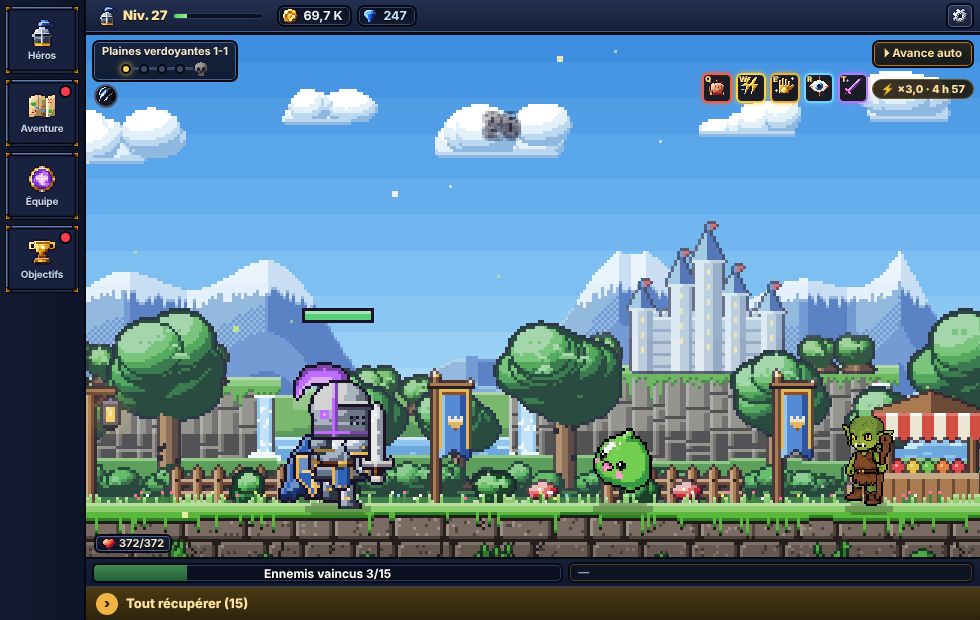 Niv. 27
69,7 K
247
Héros
Aventure
Équipe
Objectifs
Plaines verdoyantes 1-1
Avance auto
Q
W
E
R
T
×3,0 · 4 h 57
372/372
Ennemis vaincus 3/15
—
Tout récupérer (15)